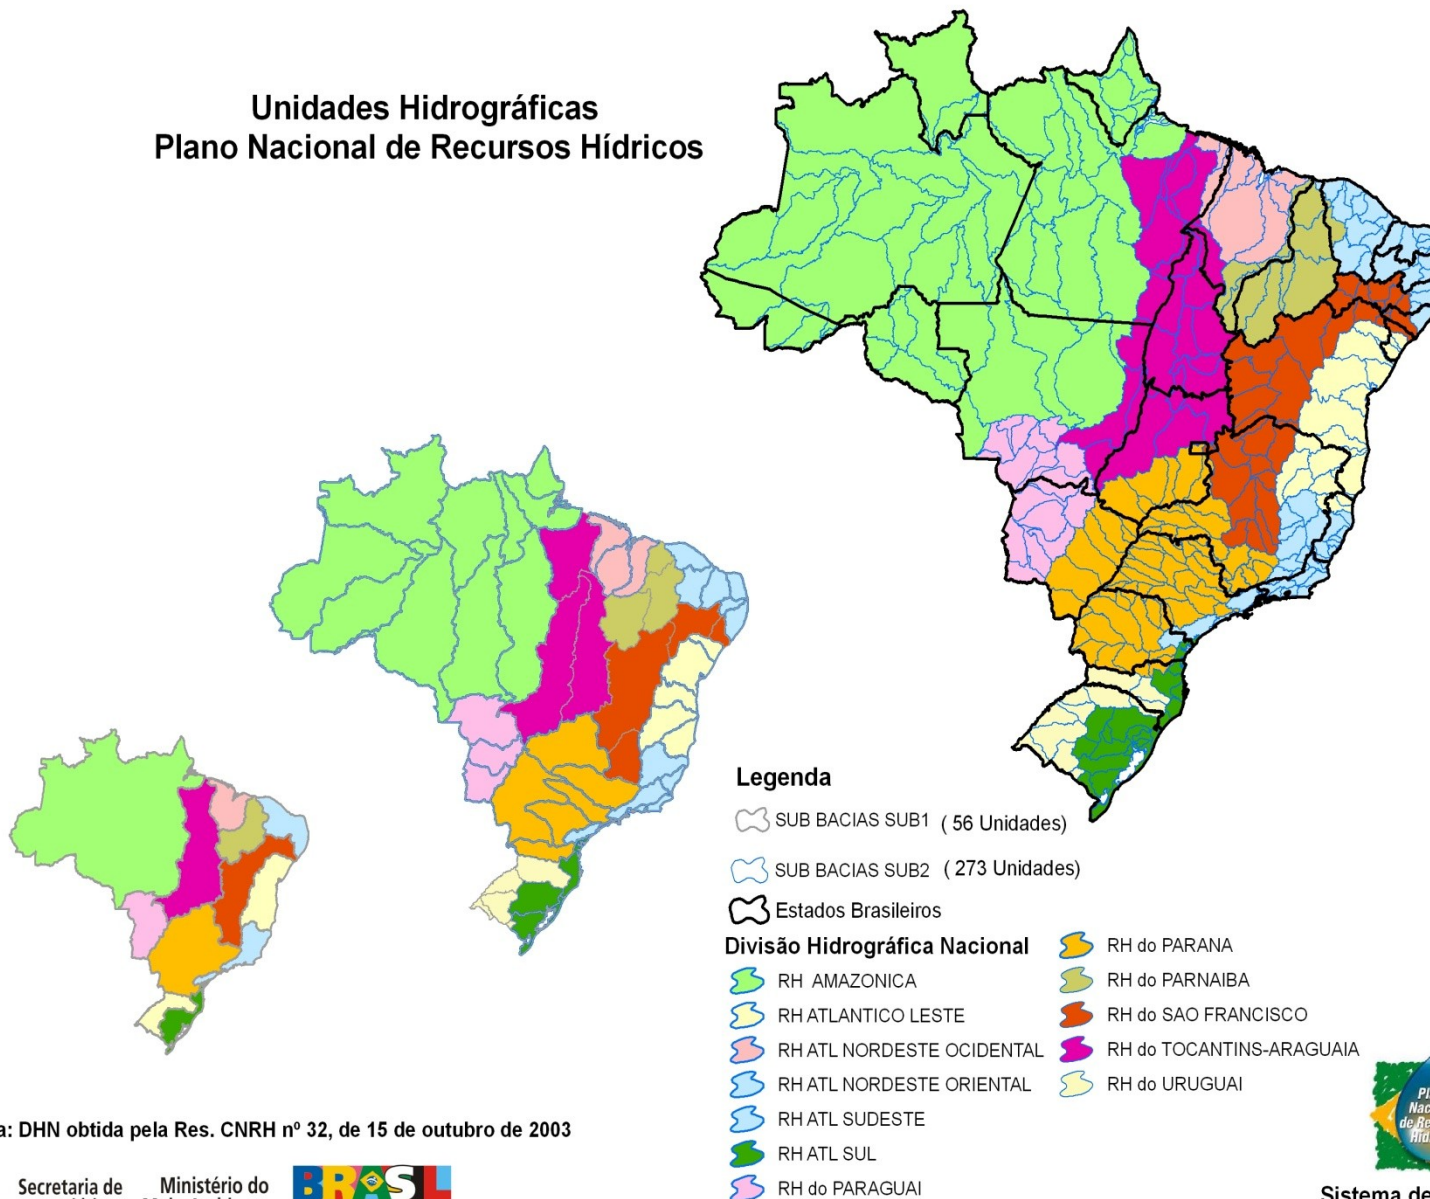 Unidades Hidrográficas
Plano Nacional de Recursos Hídricos
Legenda
SUB BACIAS SUB1 ( 56 Unidades)
SUB BACIAS SUB2 ( 273 Unidades)
Estados Brasileiros
Divisão Hidrográfica Nacional
RH AMAZONICA
RH ATLANTICO LESTE
RH ATL NORDESTE OCIDENTAL
RH ATL NORDESTE ORIENTAL
RH ATL SUDESTE
RH ATL SUL
RH do PARAGUAI
RH do PARANA
RH do PARNAIBA
RH do SAO FRANCISCO
RH do TOCANTINS-ARAGUAIA
RH do URUGUAI
: DHN obtida pela Res. CNRH nº 32, de 15 de outubro de 2003
Secretaria de
Ministério do
BRASIL
de
Sistema de